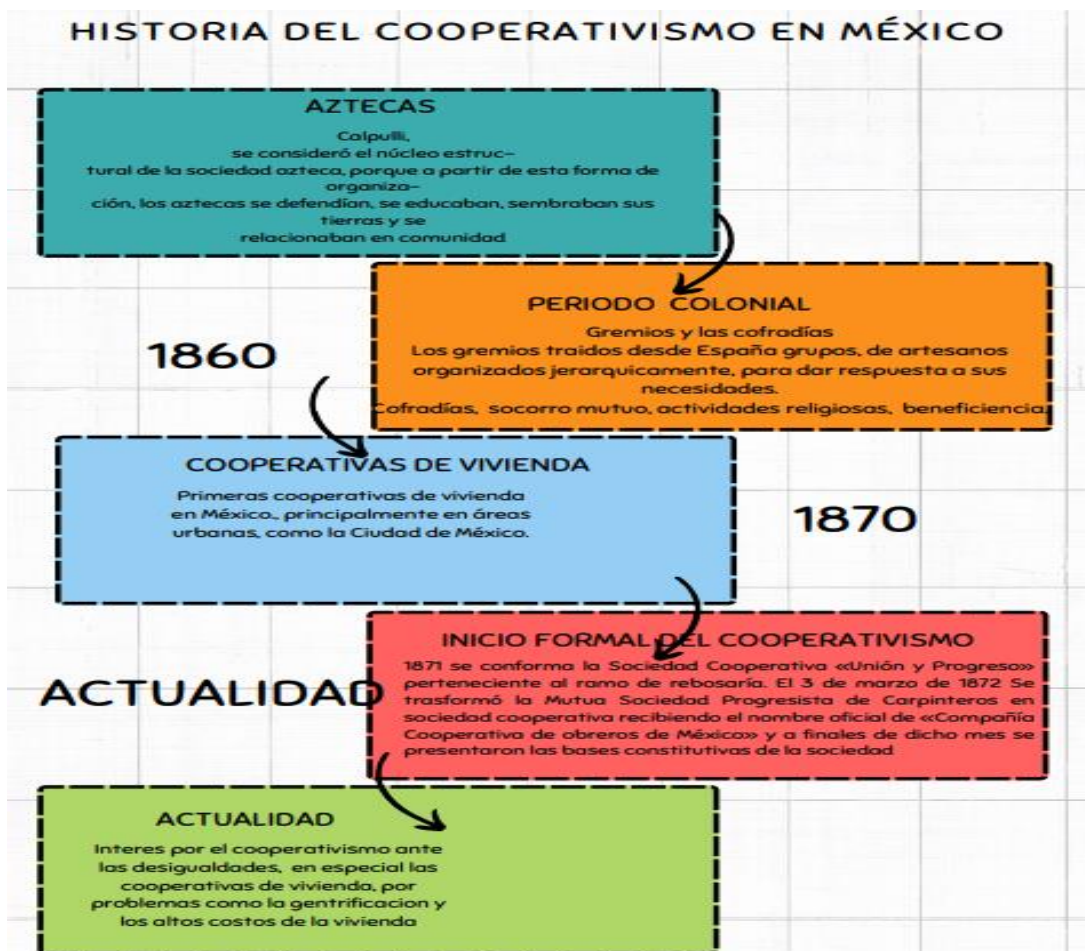 HISTORIA DEL COOPERATIVISMO EN MÉXICO
AZTECAS
Calpulli,
se consideró el núcleo estruc-
tural de la sociedad azteca, porque a partir de esta forma de
organiza-
ción, los aztecas se defendían, se educaban, sembraban sus
tierras y se
relacionaban en comunidad
PERIODO COLONIAL
Gremios y las cofradías
Los gremios traidos desde España grupos, de artesanos
organizados jerarquicamente, para dar respuesta a sus
necesidades.
Cofradías, socorro mutuo, actividades religiosas, beneficiencia,
1860
COOPERATIVAS DE VIVIENDA
Primeras cooperativas de vivienda
en México., principalmente en áreas
urbanas, como la Ciudad de México.
1870
INICIO FORMAL DEL COOPERATIVISMO
1871 se conforma la Sociedad Cooperativa «Unión y Progreso»
perteneciente al ramo de rebosaría. El 3 de marzo de 1872 Se
trasformó la Mutua Sociedad Progresista de Carpinteros en
sociedad cooperativa recibiendo el nombre oficial de «Compañía
Cooperativa de obreros de México» y a finales de dicho mes se
presentaron las bases constitutivas de la sociedad
ACTUALIDAD
ACTUALIDAD
Interes por el cooperativismo ante
las desigualdades, en especial las
cooperativas de vivienda, por
problemas como la gentrificacion y
los altos costos de la vivienda